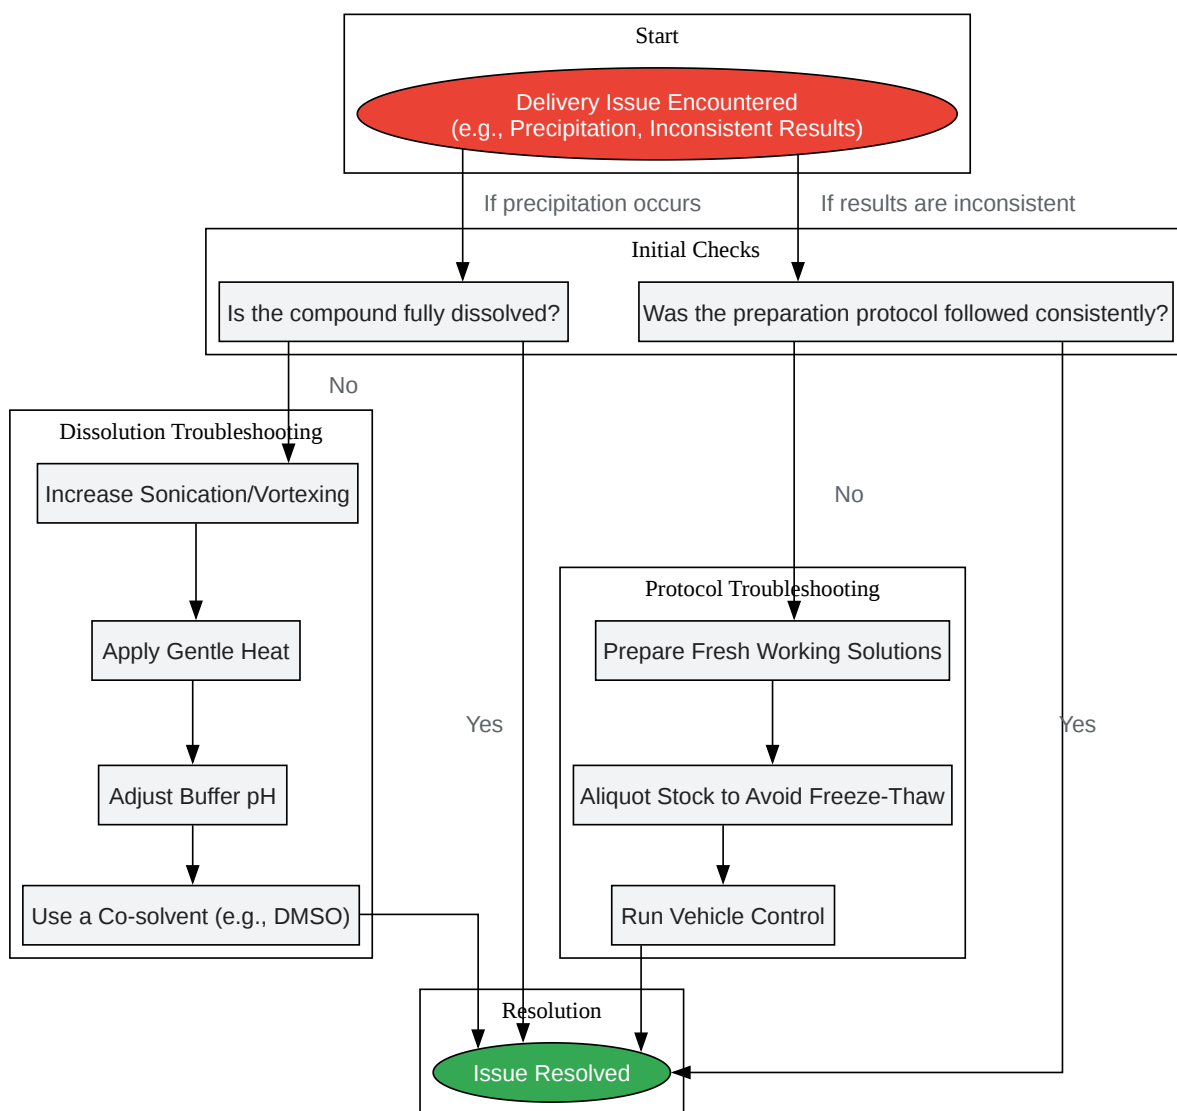 Start
Delivery Issue Encountered
(e.g., Precipitation, Inconsistent Results)
If precipitation occurs
If results are inconsistent
Initial Checks
Is the compound fully dissolved?
Was the preparation protocol followed consistently?
No
Dissolution Troubleshooting
Increase Sonication/Vortexing
No
Protocol Troubleshooting
Apply Gentle Heat
Prepare Fresh Working Solutions
Yes
Yes
Adjust Buffer pH
Aliquot Stock to Avoid Freeze-Thaw
Use a Co-solvent (e.g., DMSO)
Run Vehicle Control
Resolution
Issue Resolved